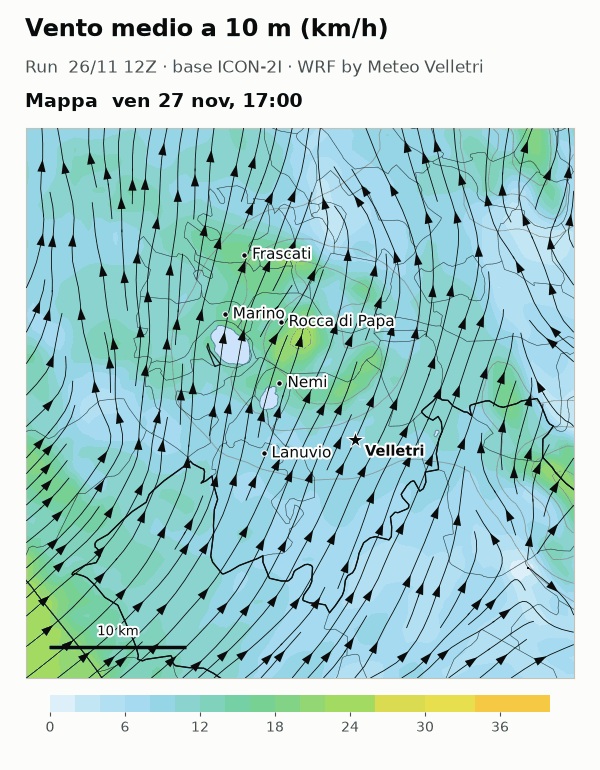 Vento medio a 10 m (km/h)
Run  26/11 12Z · base ICON-2I · WRF by Meteo Velletri
Mappa  ven 27 nov, 17:00
Frascati
Marino
Rocca di Papa
Nemi
Velletri
Lanuvio
10 km
0 6 12 18 24 30 36